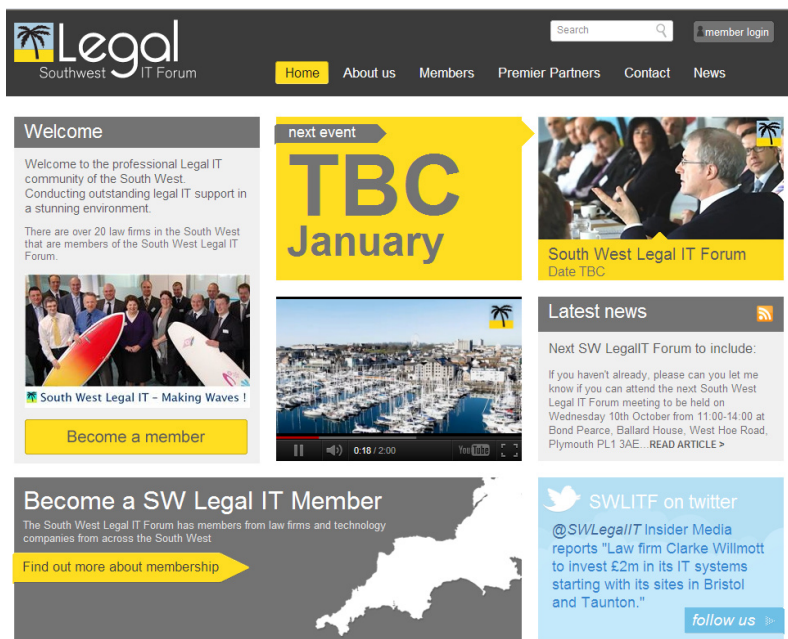 Legal
Southwest IT Forum
Search
member login
Home
About us
Members
Premier Partners
Contact
News
Welcome
Welcome to the professional Legal IT
community of the South West.
Conducting outstanding legal IT support in
a stunning environment.
There are over 20 law firms in the South West
that are members of the South West Legal IT
Forum.
South West Legal IT - Making Waves !
Become a member
next event
TBC
January
0:18 / 2:00
YouTube
South West Legal IT Forum
Date TBC
Latest news
Next SW LegalIT Forum to include:
If you haven't already, please can you let me
know if you can attend the next South West
Legal IT Forum meeting to be held on
Wednesday 10th October from 11:00-14:00 at
Bond Pearce, Ballard House, West Hoe Road,
Plymouth PL1 3AE...READ ARTICLE >
Become a SW Legal IT Member
The South West Legal IT Forum has members from law firms and technology
companies from across the South West
Find out more about membership
SWLITF on twitter
@SWLegalIT Insider Media
reports "Law firm Clarke Willmott
to invest £2m in its IT systems
starting with its sites in Bristol
and Taunton."
follow us